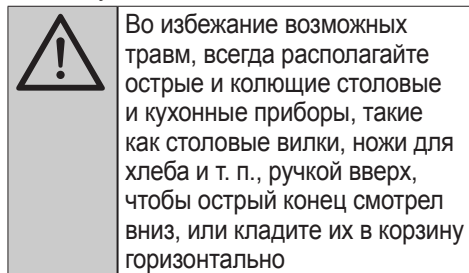 Во избежание возможных
травм, всегда располагайте
острые и колющие столовые
и кухонные приборы, такие
как столовые вилки, ножи для
хлеба и т. п., ручкой вверх,
чтобы острый конец смотрел
вниз, или кладите их в корзину
горизонтально